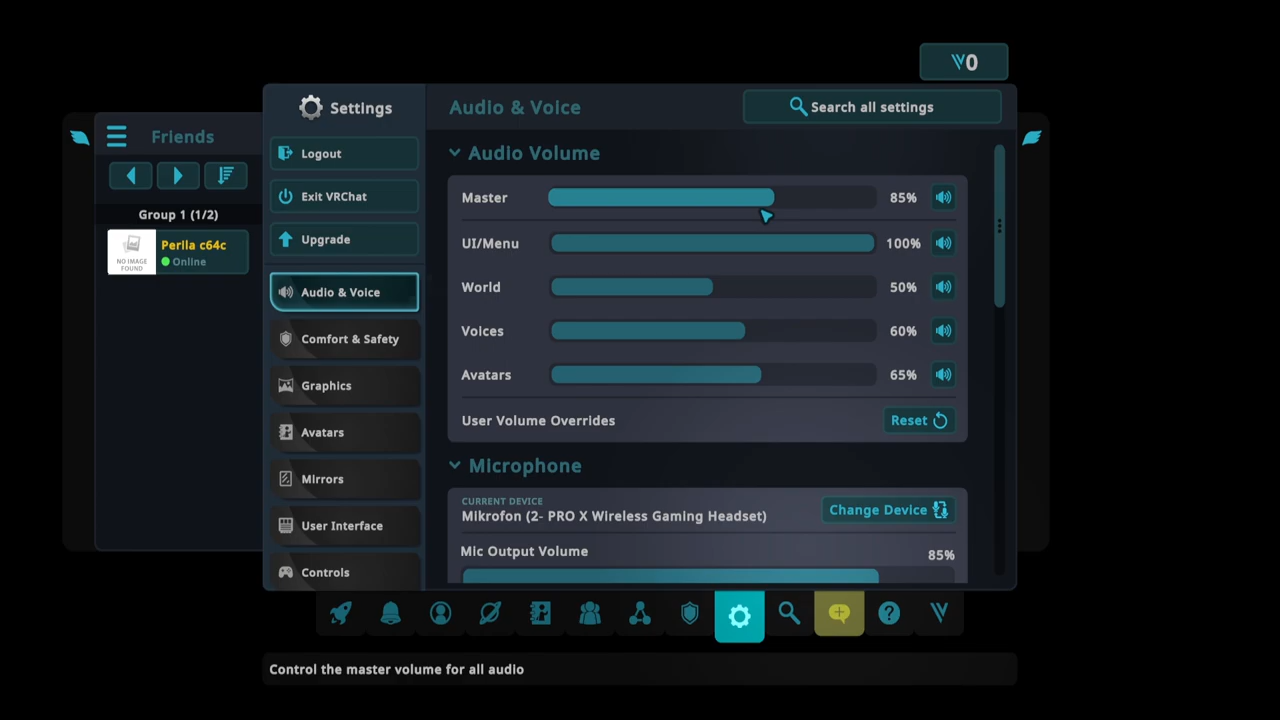 0
Settings
Audio & Voice
Search all settings
Friends
Logout
Exit VRChat
Upgrade
Group 1 (1/2)
NO IMAGE
FOUND
Perlla c64c
Online
Audio & Voice
Comfort & Safety
Graphics
Avatars
Mirrors
User Interface
Controls
Audio Volume
Master 85%
UI/Menu 100%
World 50%
Voices 60%
Avatars 65%
User Volume Overrides Reset
Microphone
CURRENT DEVICE
Mikrofon (2- PRO X Wireless Gaming Headset) Change Device
Mic Output Volume 85%
Control the master volume for all audio